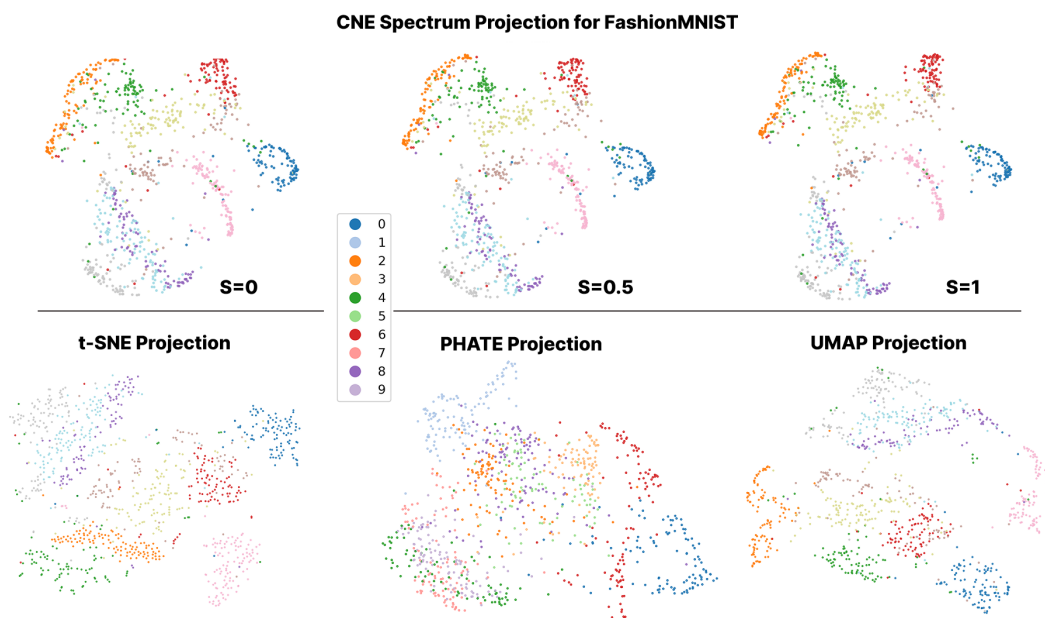 CNE Spectrum Projection for FashionMNIST
S=0
S=0.5
S=1
0
1
2
3
4
5
6
7
8
9
t-SNE Projection
PHATE Projection
UMAP Projection